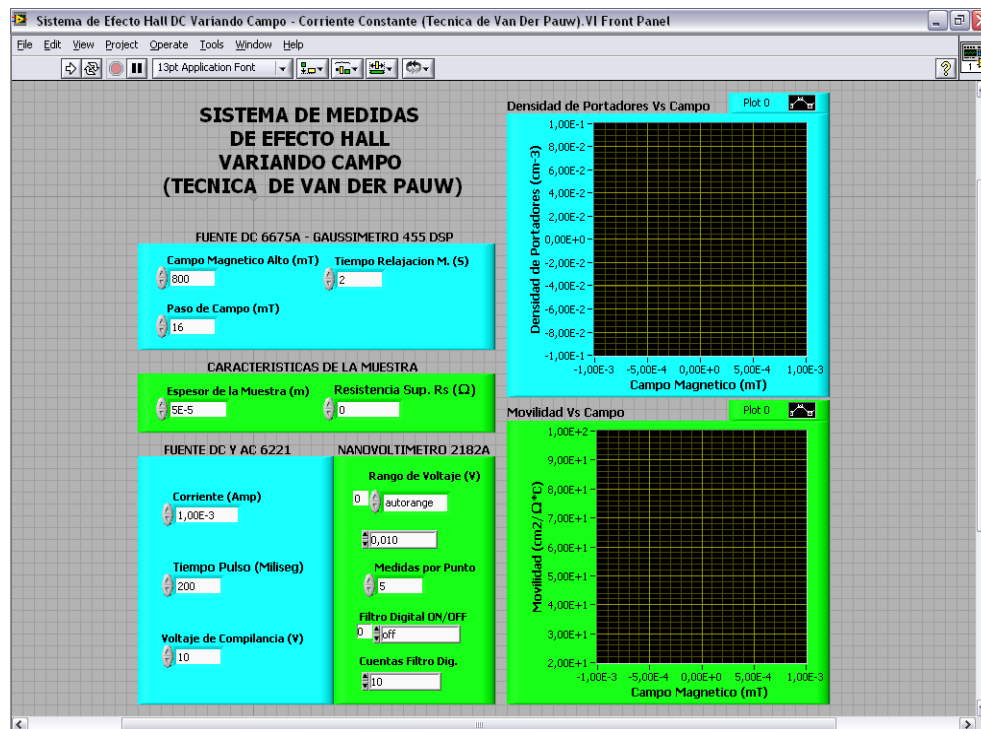 Sistema de Efecto Hall DC Variando Campo - Corriente Constante (Tecnica de Van Der Pauw).VI Front Panel
File Edit View Project Operate Tools Window Help
13pt Application Font
1
SISTEMA DE MEDIDAS
DE EFECTO HALL
VARIANDO CAMPO
(TECNICA DE VAN DER PAUW)
FUENTE DC 6675A - GAUSSIMETRO 455 DSP
Campo Magnetico Alto (mT) Tiempo Relajacion M. (S)
800 2
Paso de Campo (mT)
16
CARACTERISTICAS DE LA MUESTRA
Espesor de la Muestra (m) Resistencia Sup. Rs (Ω)
5E-5 0
FUENTE DC Y AC 6221
Corriente (Amp)
1,00E-3
Tiempo Pulso (Miliseg)
200
Voltaje de Compilancia (V)
10
NANOVOLTIMETRO 2182A
Rango de Voltaje (V)
0 autorange
0,010
Medidas por Punto
5
Filtro Digital ON/OFF
0 off
Cuentas Filtro Dig.
10
Densidad de Portadores Vs Campo Plot 0
Densidad de Portadores (cm-3)
1,00E-1
8,00E-2
6,00E-2
4,00E-2
2,00E-2
0,00E+0
-2,00E-2
-4,00E-2
-6,00E-2
-8,00E-2
-1,00E-1
-1,00E-3 -5,00E-4 0,00E+0 5,00E-4 1,00E-3
Campo Magnetico (mT)
Movilidad Vs Campo Plot 0
Movilidad (cm2/Ω*C)
1,00E+2
9,00E+1
8,00E+1
7,00E+1
6,00E+1
5,00E+1
4,00E+1
3,00E+1
2,00E+1
-1,00E-3 -5,00E-4 0,00E+0 5,00E-4 1,00E-3
Campo Magnetico (mT)